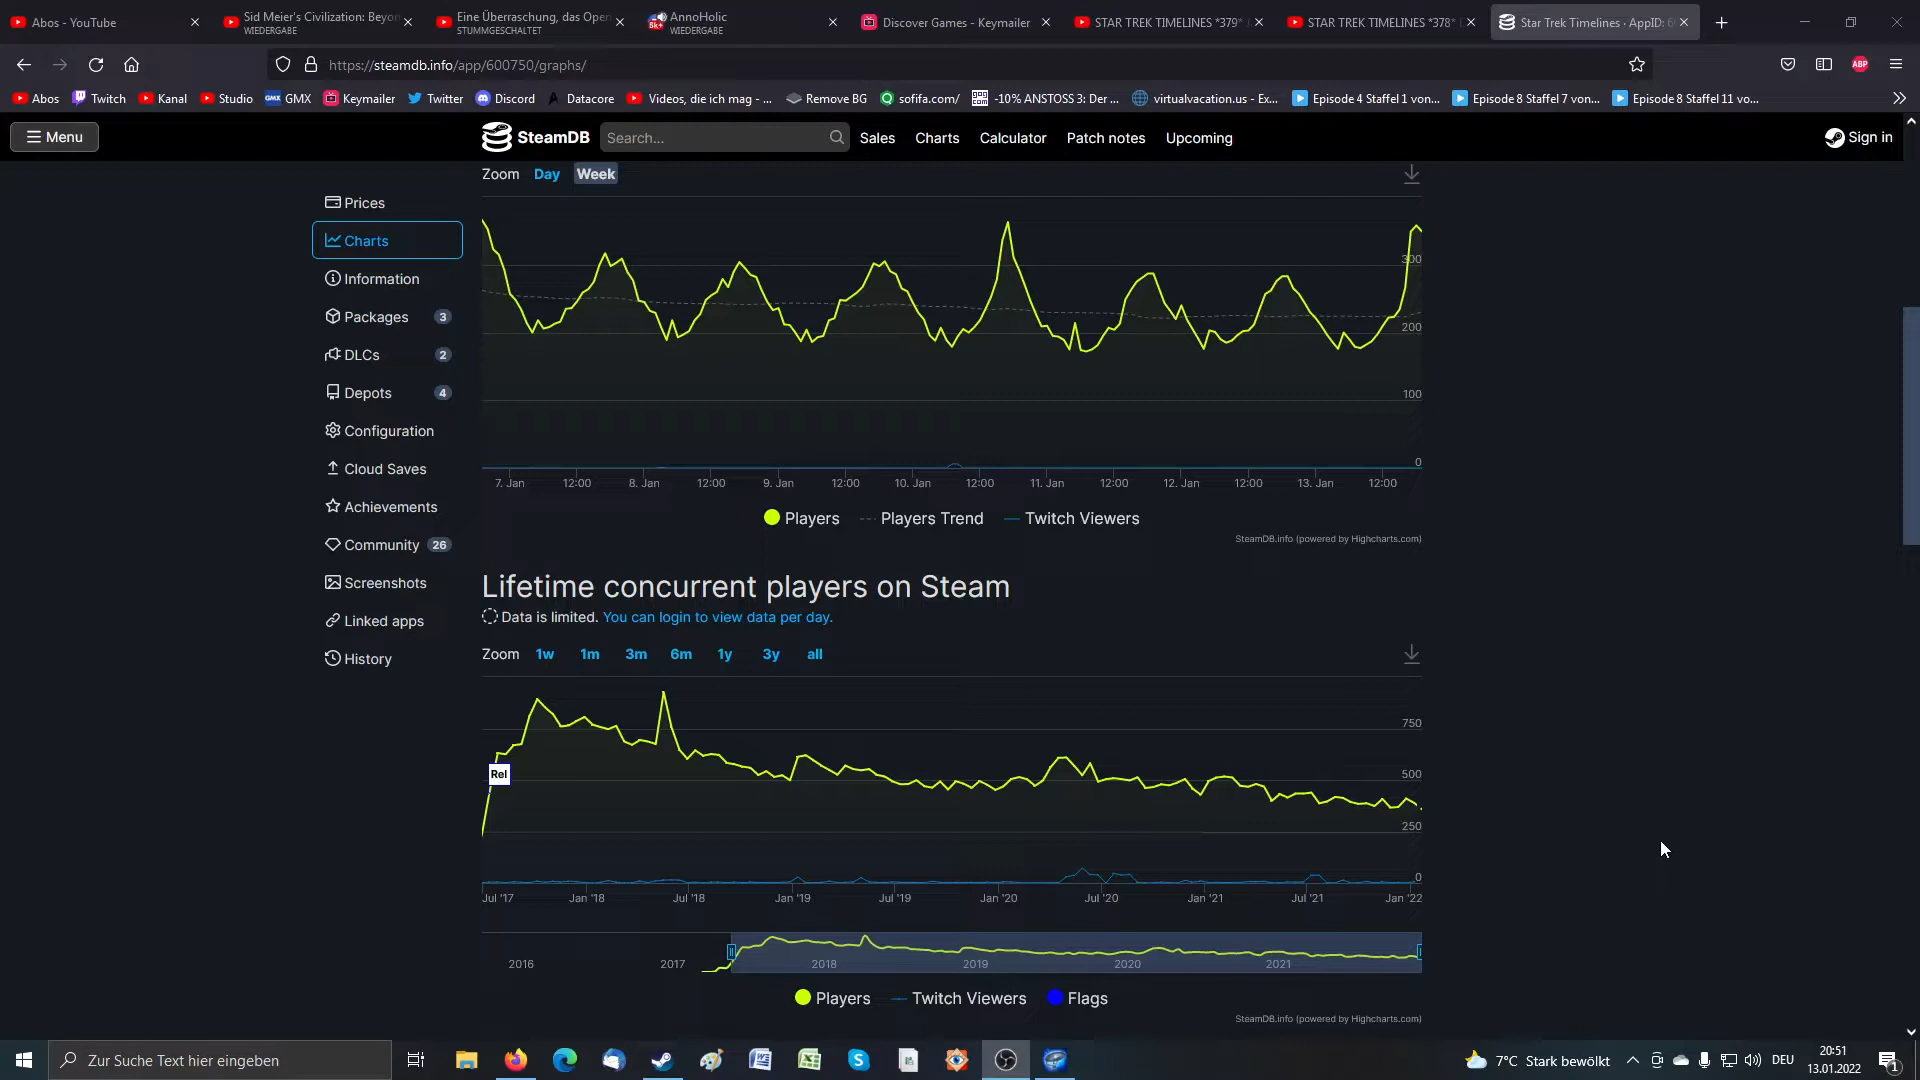 Abos - YouTube
Sid Meier's Civilization: Beyon
WIEDERGABE
Eine Überraschung, das Open
STUMMGESCHALTET
5k+
AnnoHolic
WIEDERGABE
Discover Games - Keymailer
STAR TREK TIMELINES *379*
STAR TREK TIMELINES *378*
Star Trek Timelines · AppID: 6
https://steamdb.info/app/600750/graphs/
ABP
Abos
Twitch
Kanal
Studio
GMX GMX
Keymailer
Twitter
Discord
Datacore
Videos, die ich mag - ...
Remove BG
sofifa.com/
GOG COM -10% ANSTOSS 3: Der ...
virtualvacation.us - Ex...
Episode 4 Staffel 1 von...
Episode 8 Staffel 7 von...
Episode 8 Staffel 11 vo...
Menu
SteamDB
Search...
Sales
Charts
Calculator
Patch notes
Upcoming
Sign in
Prices
Charts
Information
Packages 3
DLCs 2
Depots 4
Configuration
Cloud Saves
Achievements
Community 26
Screenshots
Linked apps
History
Zoom Day Week
300
200
100
0
7. Jan 12:00 8. Jan 12:00 9. Jan 12:00 10. Jan 12:00 11. Jan 12:00 12. Jan 12:00 13. Jan 12:00
Players Players Trend Twitch Viewers
SteamDB.info (powered by Highcharts.com)
Lifetime concurrent players on Steam
Data is limited. You can login to view data per day.
Zoom 1w 1m 3m 6m 1y 3y all
750
500
250
0
Rel
Jul '17 Jan '18 Jul '18 Jan '19 Jul '19 Jan '20 Jul '20 Jan '21 Jul '21 Jan '22
2016 2017 2018 2019 2020 2021
Players Twitch Viewers Flags
SteamDB.info (powered by Highcharts.com)
Zur Suche Text hier eingeben
7°C Stark bewölkt
DEU
20:51
13.01.2022
1